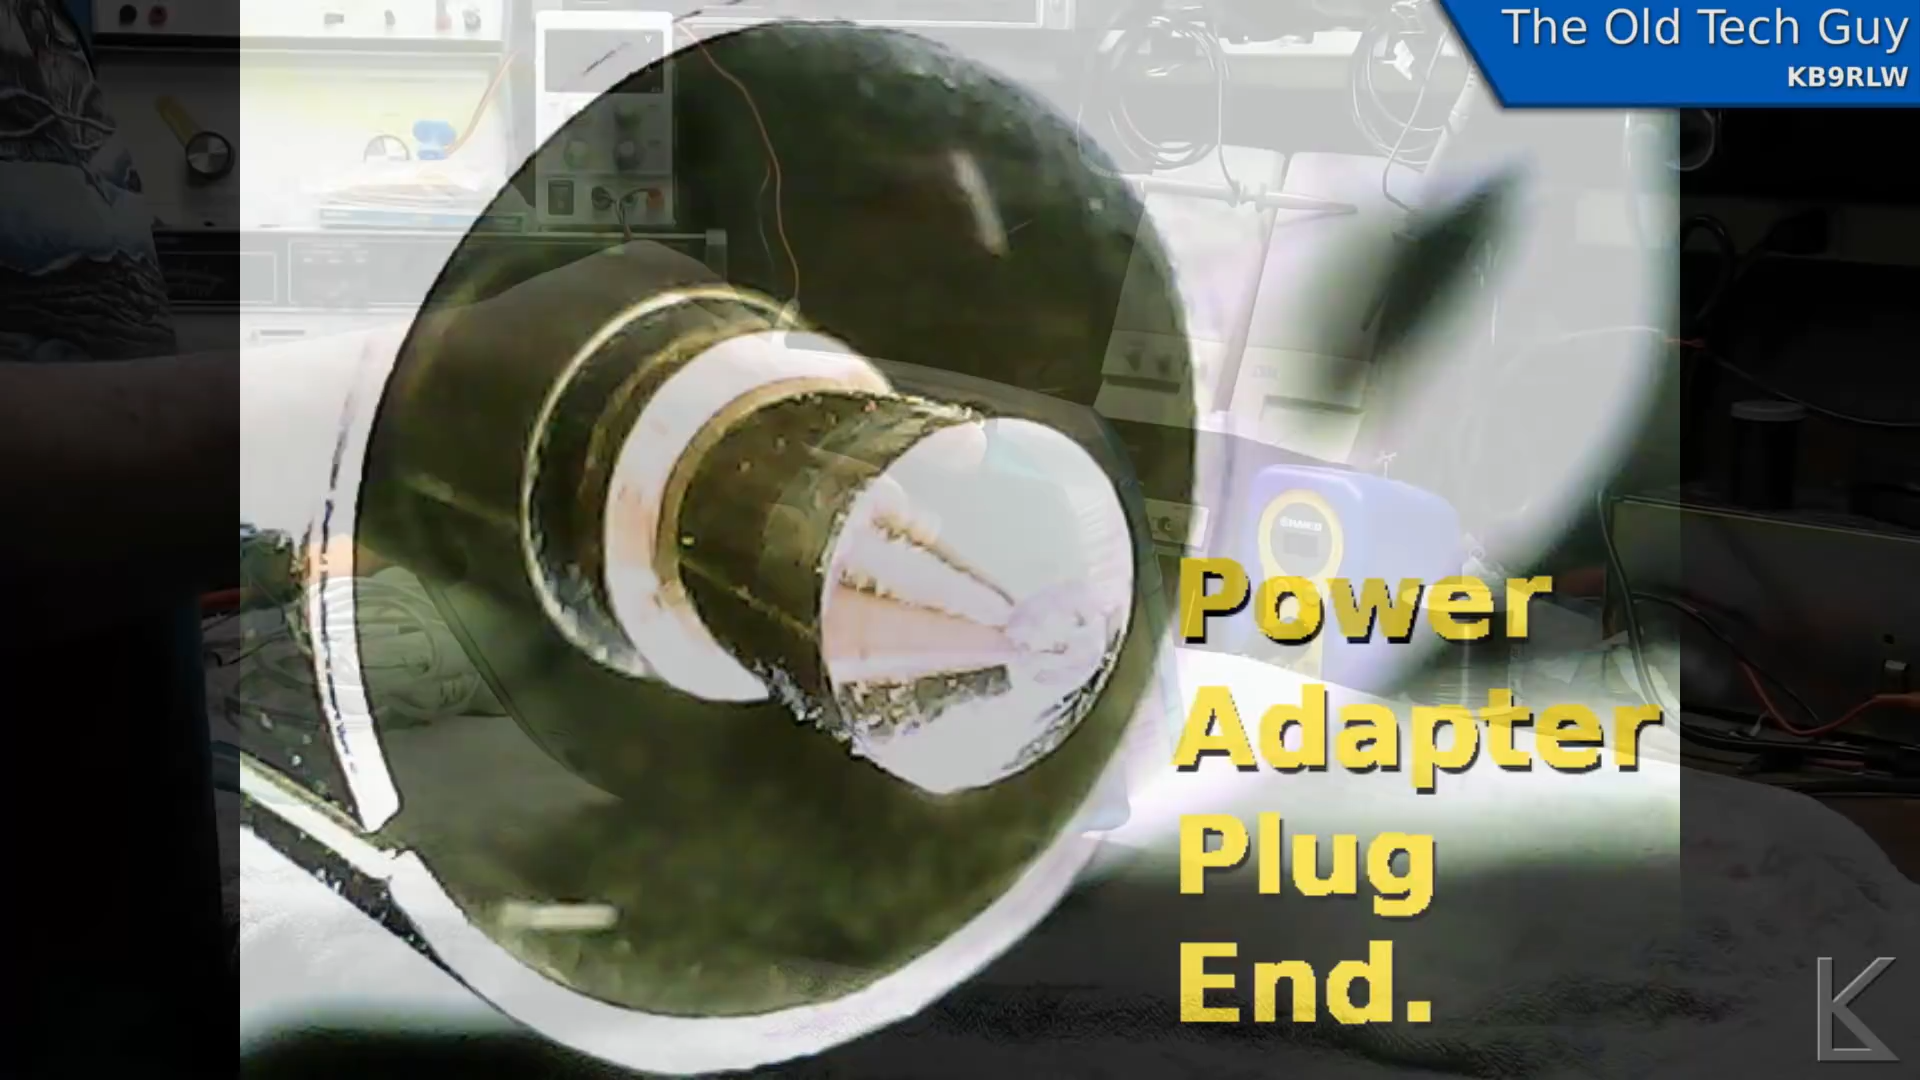 The Old Tech Guy
KB9RLW
Power
Adapter
Plug
End.